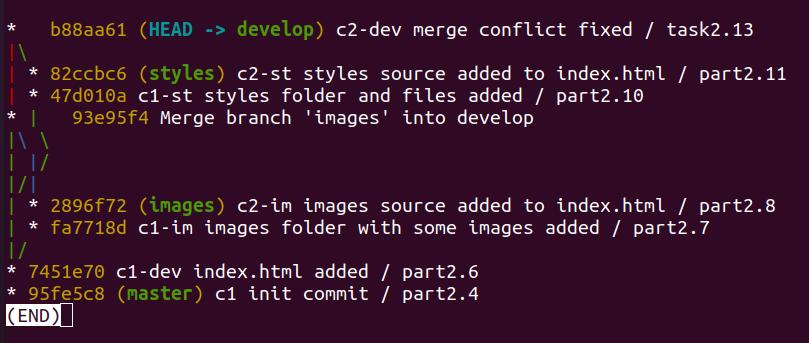 *   b88aa61 (HEAD -> develop) c2-dev merge conflict fixed / task2.13
|\
| * 82ccbc6 (styles) c2-st styles source added to index.html / part2.11
| * 47d010a c1-st styles folder and files added / part2.10
* |   93e95f4 Merge branch 'images' into develop
|\ \
| |/
|/|
| * 2896f72 (images) c2-im images source added to index.html / part2.8
| * fa7718d c1-im images folder with some images added / part2.7
|/
* 7451e70 c1-dev index.html added / part2.6
* 95fe5c8 (master) c1 init commit / part2.4
(END)